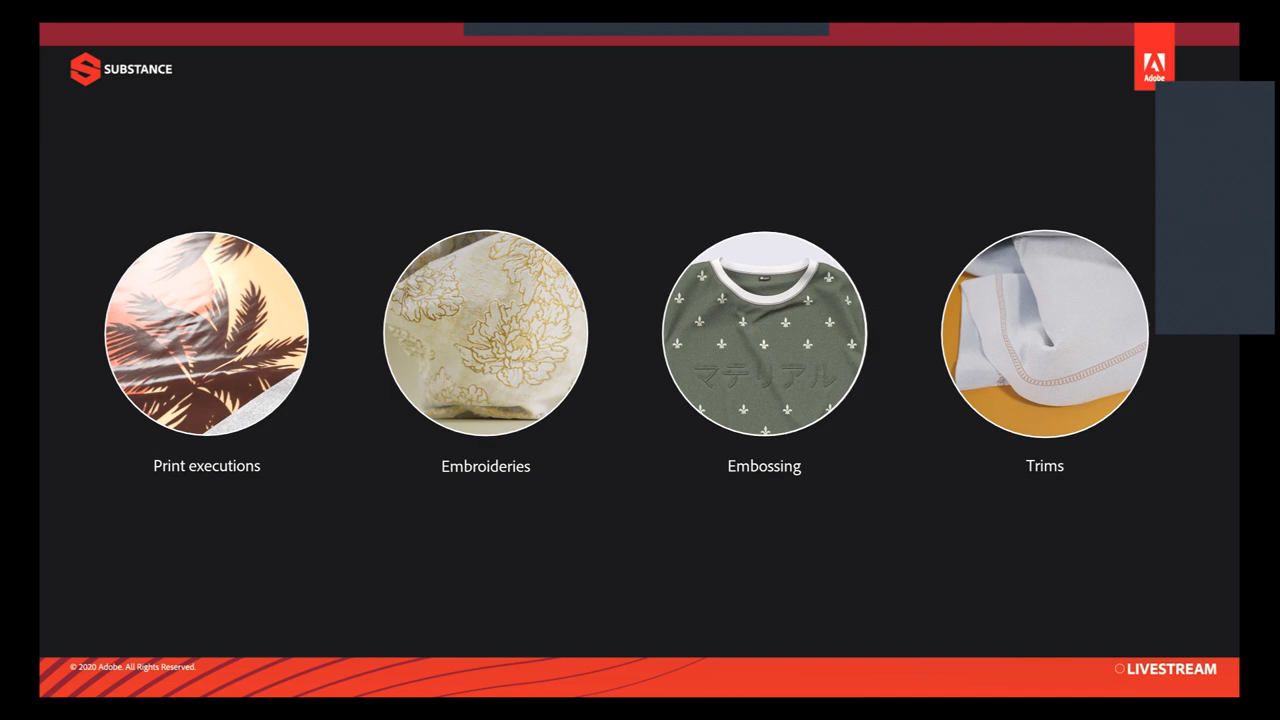 SUBSTANCE
Adobe
マテリアル
Print executions
Embroideries
Embossing
Trims
© 2020 Adobe. All Rights Reserved.
LIVESTREAM